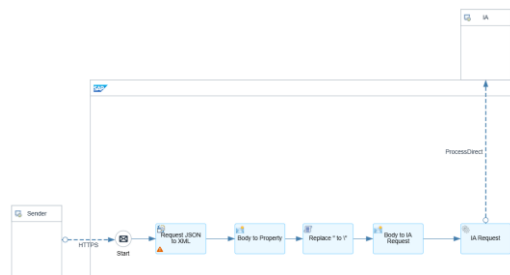 IA
SAP
ProcessDirect
Sender
HTTPS
Start
Request JSON
to XML
Body to Property
Replace " to \"
Body to IA
Request
IA Request